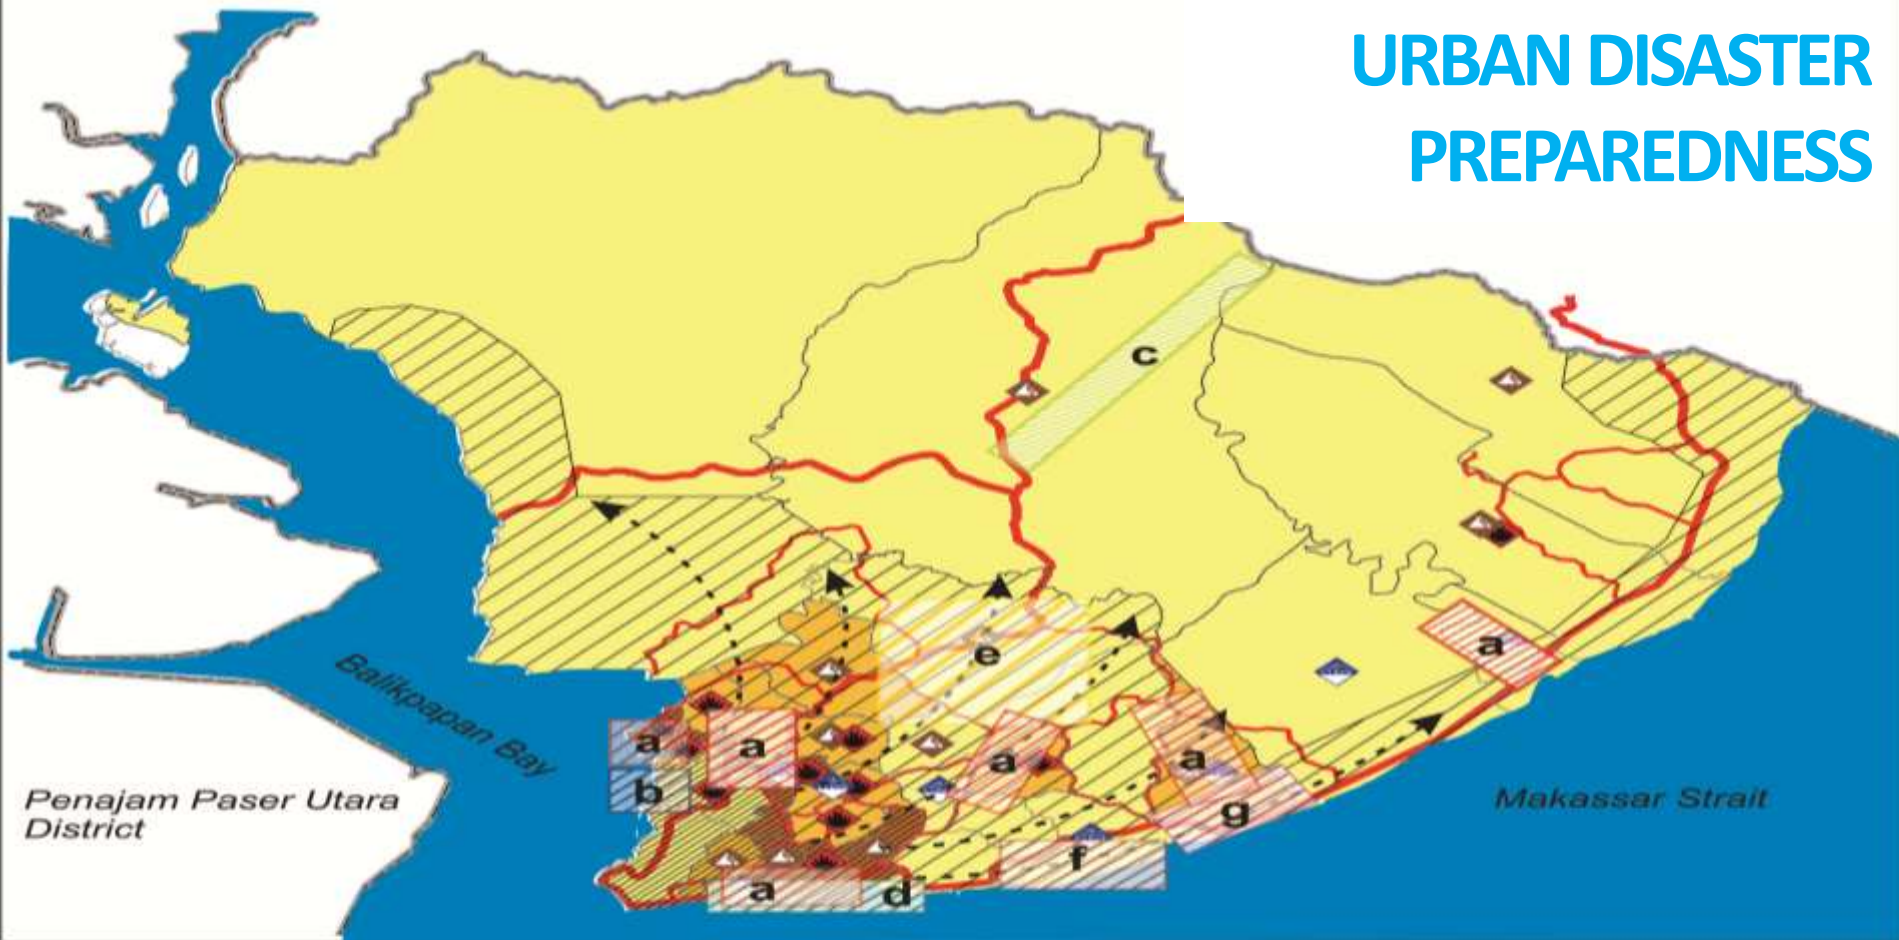 URBAN DISASTER
PREPAREDNESS
c
e
a
Balikpapan Bay
a
a
a
a
b
g
Penajam Paser Utara
District
Makassar Strait
f
a
d